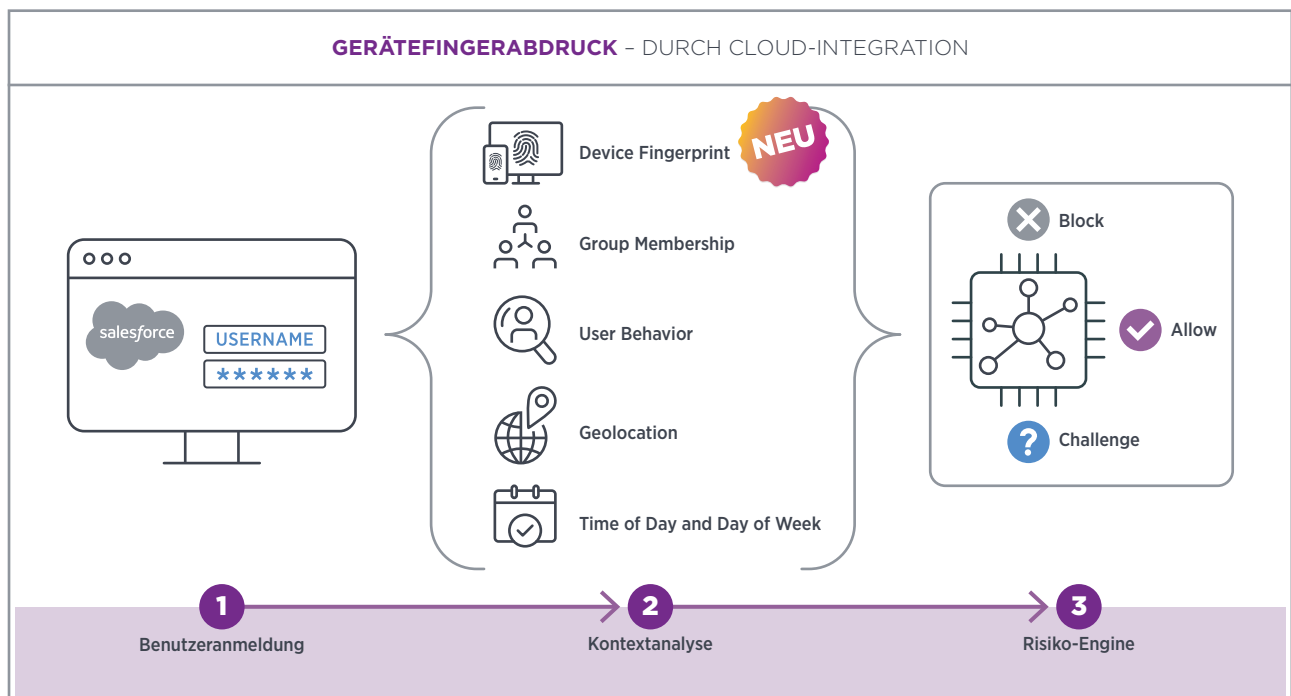 GERÄTEFINGERABDRUCK – DURCH CLOUD-INTEGRATION
salesforce
USERNAME
******
Device Fingerprint
NEU
Group Membership
User Behavior
Geolocation
Time of Day and Day of Week
Block
Allow
?
Challenge
1
Benutzeranmeldung
2
Kontextanalyse
3
Risiko-Engine